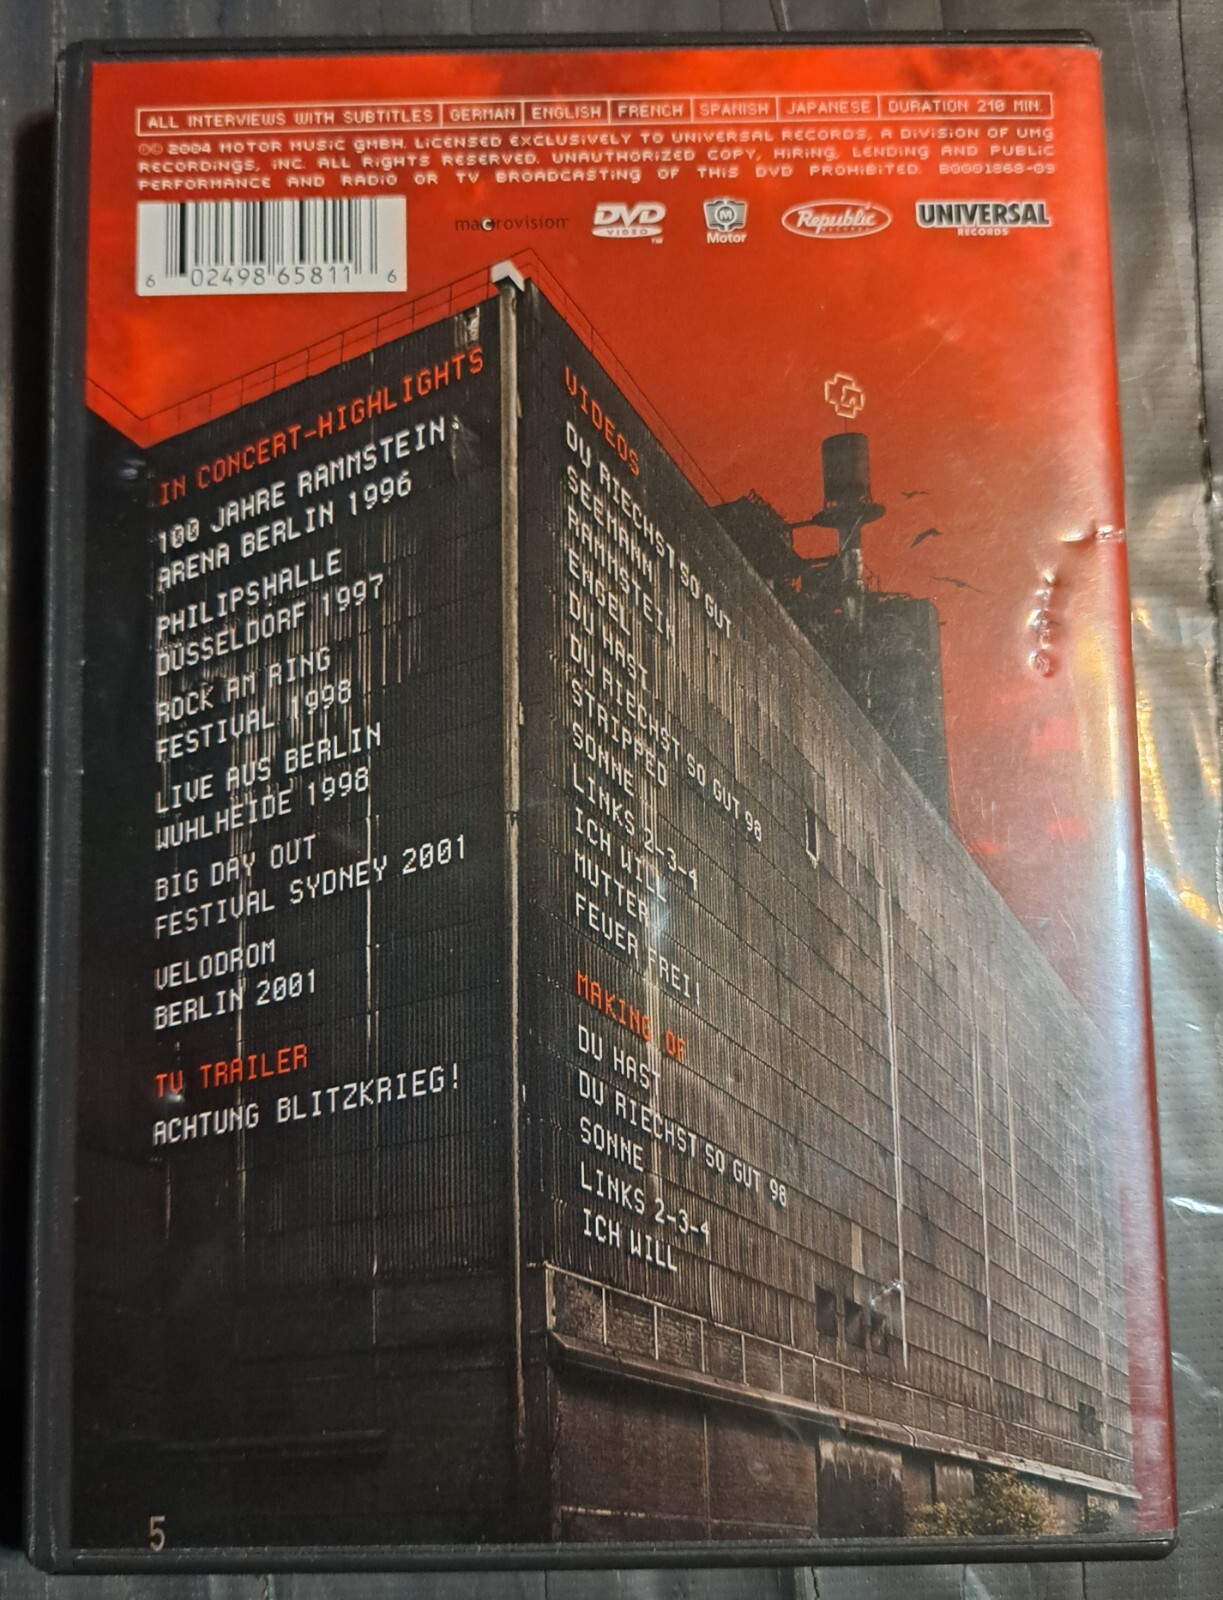 ALL INTERVIEWS WITH SUBTITLES GERMAN ENGLISH FRENCH SPANISH JAPANESE DURATION 210 MIN.
℗© 2004 MOTOR MUSIC GMBH. LICENSED EXCLUSIVELY TO UNIVERSAL RECORDS, A DIVISION OF UMG
RECORDINGS, INC. ALL RIGHTS RESERVED. UNAUTHORIZED COPY, HIRING, LENDING AND PUBLIC
PERFORMANCE AND RADIO OR TV BROADCASTING OF THIS DVD PROHIBITED. B0001868-09
6 02498 65811 6
macrovision
DVD
VIDEO
TM
M
Motor
Republic
RECORDS
UNIVERSAL
RECORDS
IN CONCERT-HIGHLIGHTS
100 JAHRE RAMMSTEIN:
ARENA BERLIN 1996
PHILIPSHALLE
DÜSSELDORF 1997
ROCK AM RING
FESTIVAL 1998
LIVE AUS BERLIN
WUHLHEIDE 1998
BIG DAY OUT
FESTIVAL SYDNEY 2001
VELODROM
BERLIN 2001
TV TRAILER
ACHTUNG BLITZKRIEG!
VIDEOS
DU RIECHST SO GUT
SEEMANN
RAMMSTEIN
ENGEL
DU HAST
DU RIECHST SO GUT 98
STRIPPED
SONNE
LINKS 2-3-4
ICH WILL
MUTTER
FEUER FREI!
MAKING OF
DU HAST
DU RIECHST SO GUT 98
SONNE
LINKS 2-3-4
ICH WILL
5